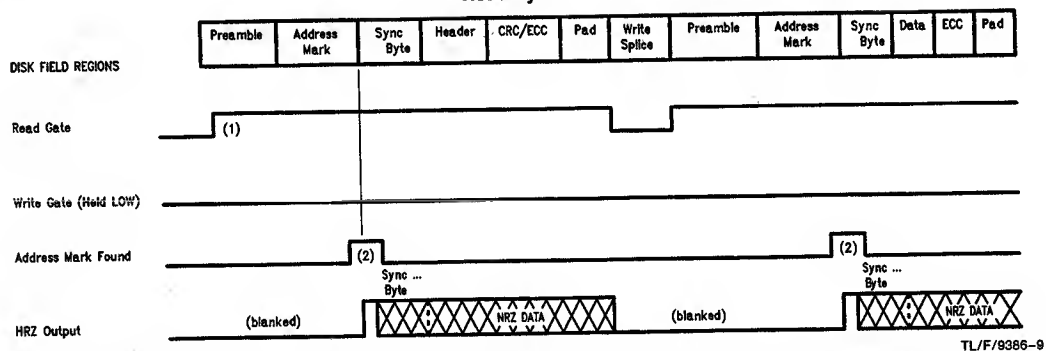 Preamble Address Mark Sync Byte Header CRC/ECC Pad Write Splice Preamble Address Mark Sync Byte Data ECC Pad
DISK FIELD REGIONS
Read Gate
(1)
Write Gate (Held LOW)
Address Mark Found
(2)
(2)
Sync ...
Byte
Sync ...
Byte
HRZ Output
(blanked)
NRZ DATA
(blanked)
NRZ DATA
TL/F/9386-9